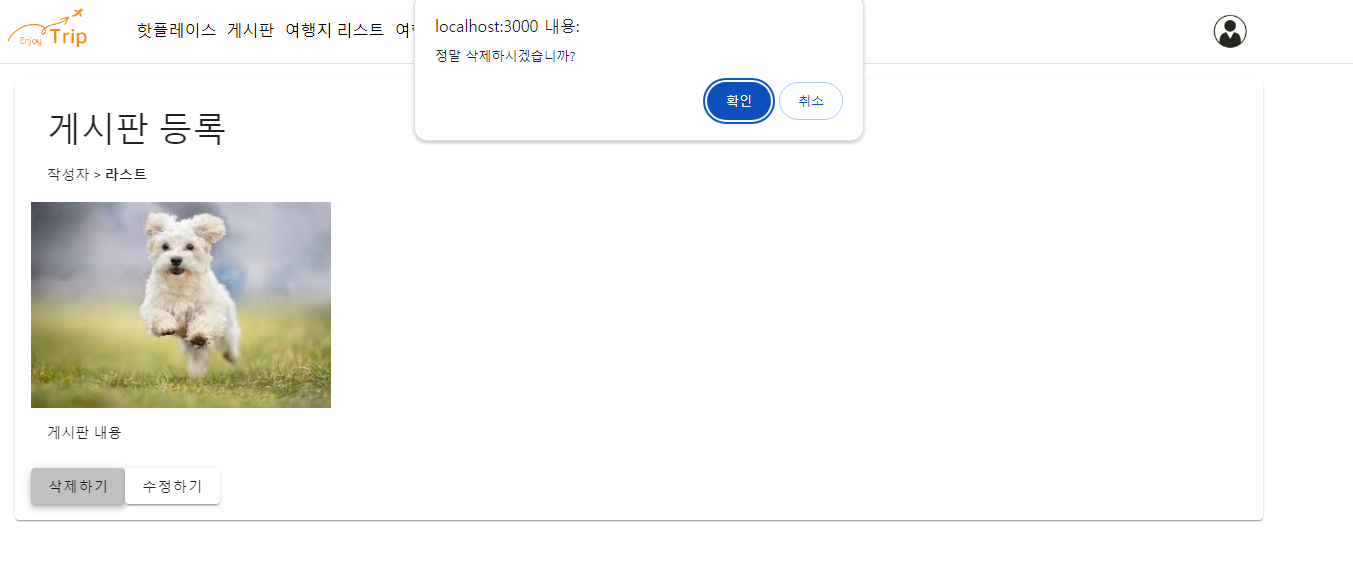 Enjoy Trip
핫플레이스 게시판 여행지 리스트
localhost:3000 내용:
정말 삭제하시겠습니까?
확인 취소
게시판 등록
작성자 > 라스트
게시판 내용
삭제하기 수정하기